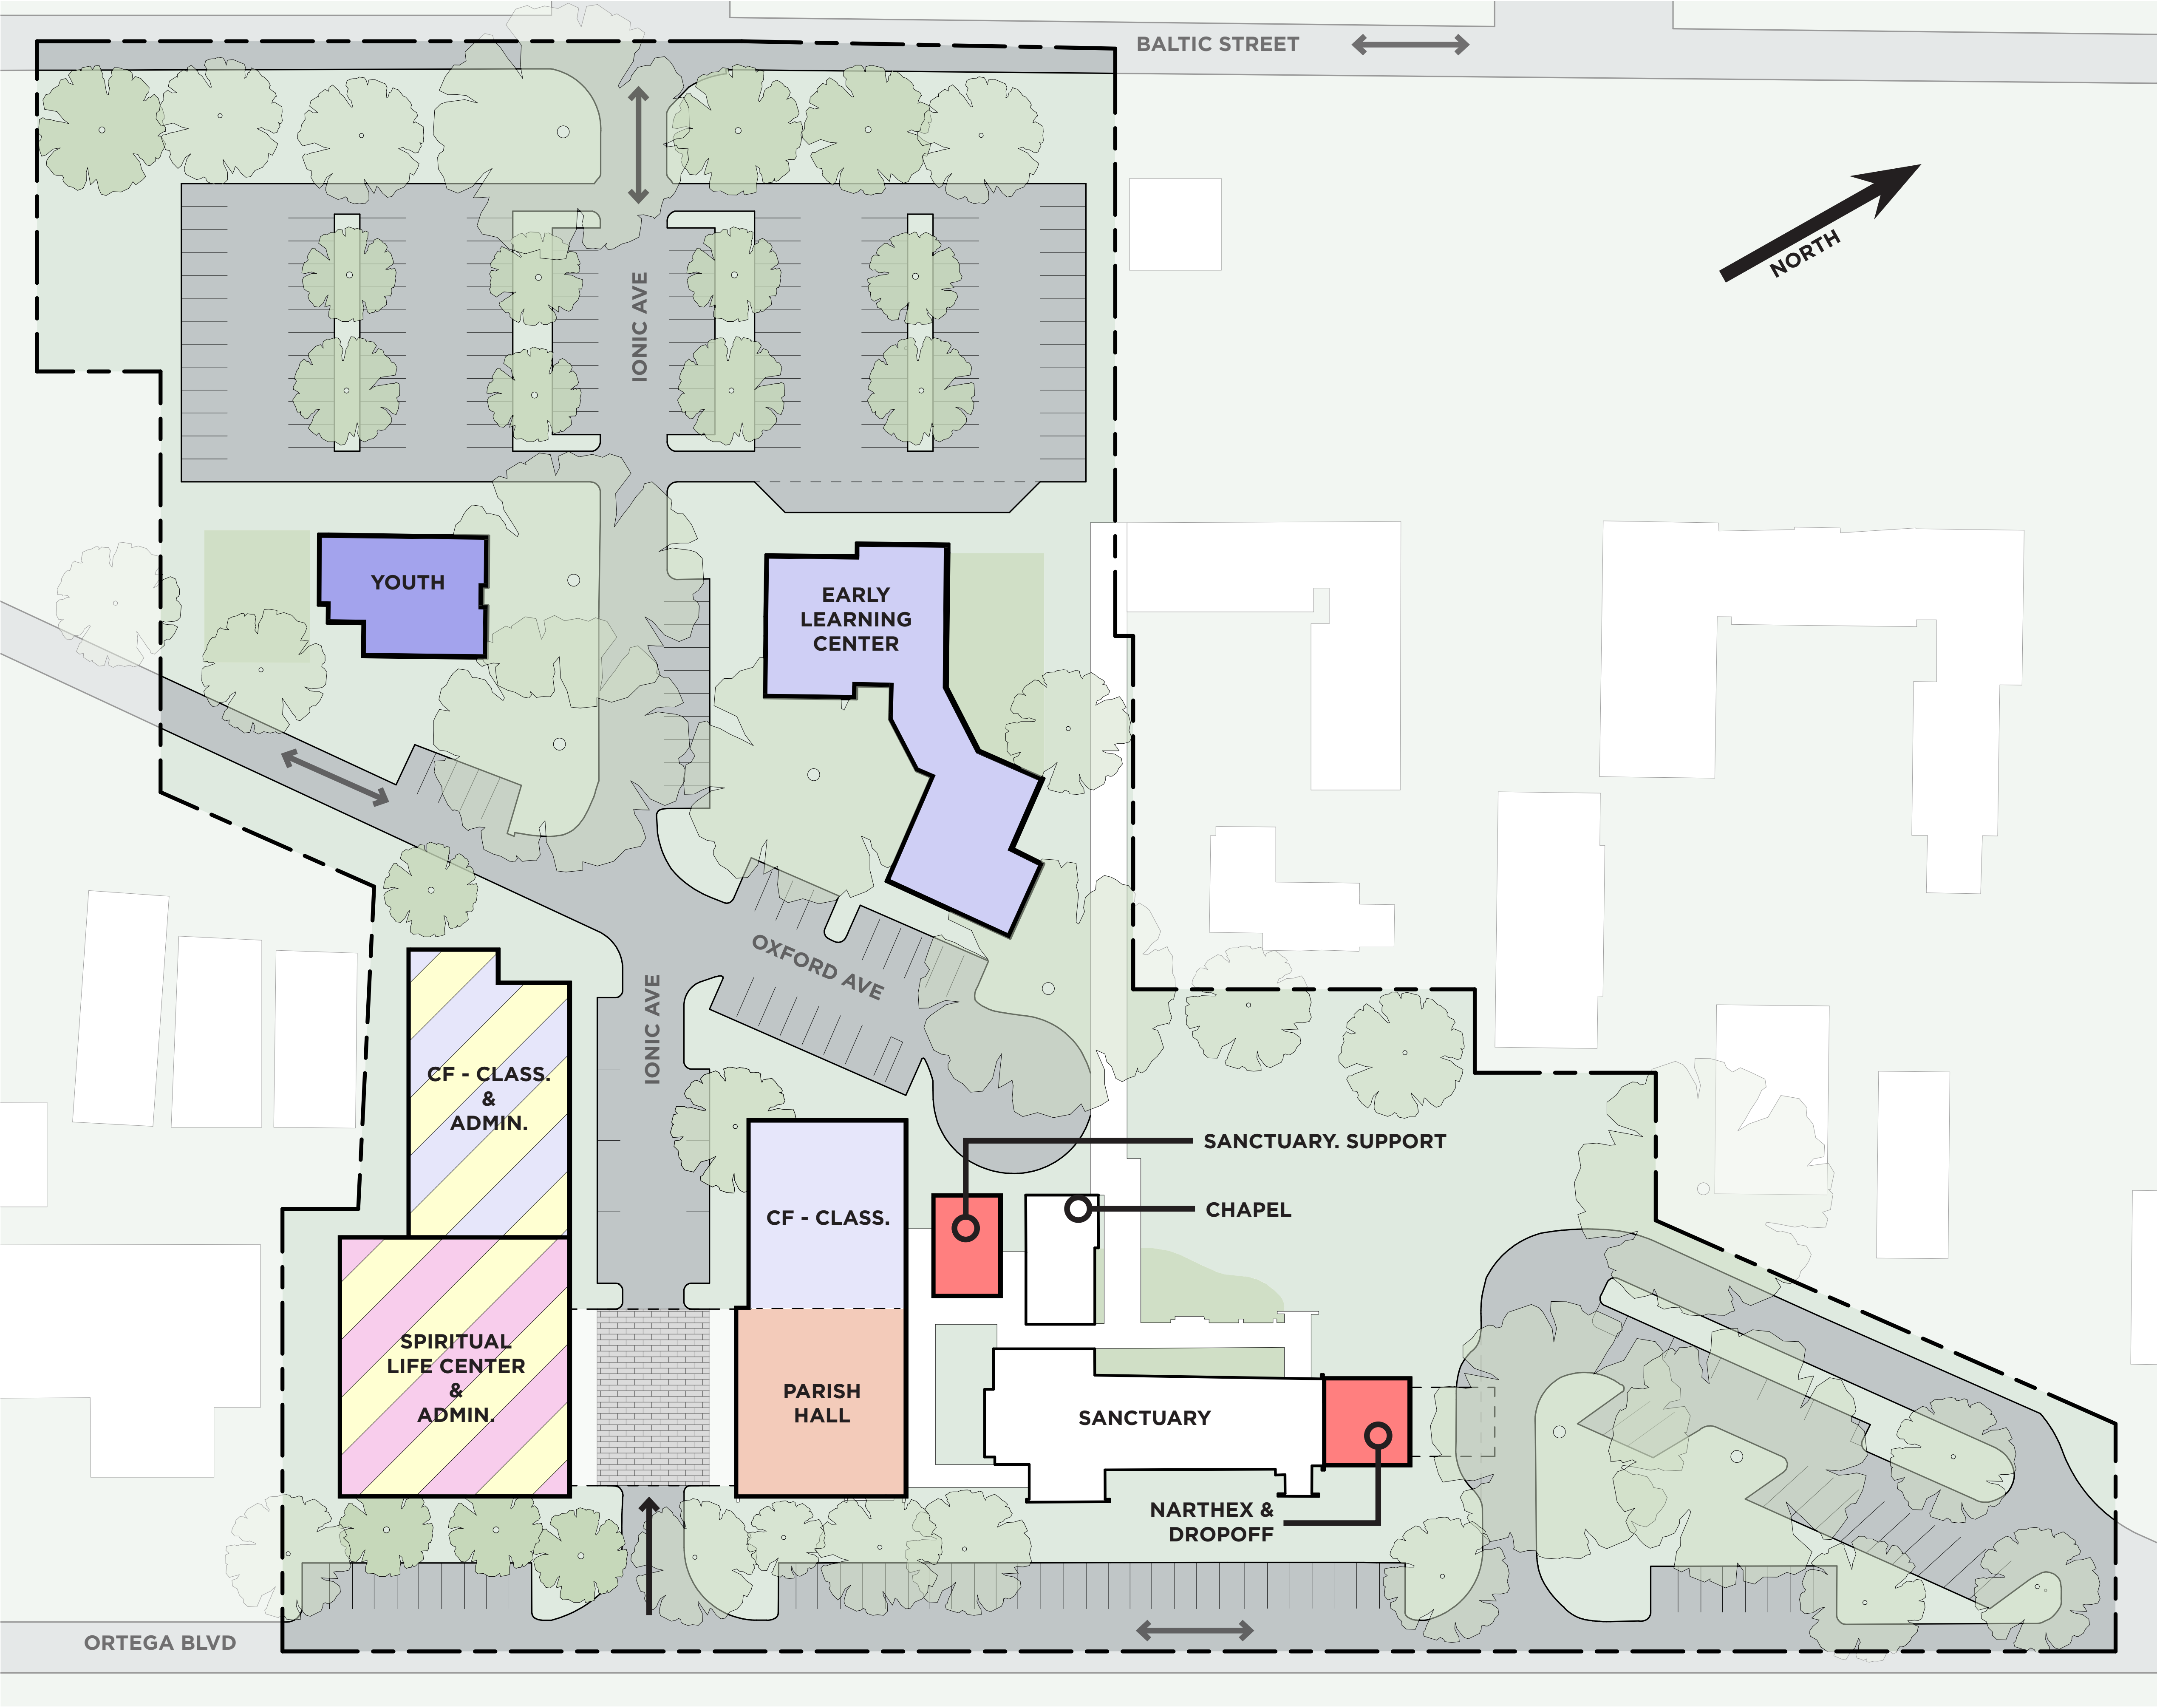 BALTIC STREET
NORTH
IONIC AVE
YOUTH
EARLY
LEARNING
CENTER
OXFORD AVE
IONIC AVE
CF - CLASS.
&
ADMIN.
SANCTUARY. SUPPORT
CHAPEL
CF - CLASS.
SPIRITUAL
LIFE CENTER
&
ADMIN.
PARISH
HALL
SANCTUARY
NARTHEX &
DROPOFF
ORTEGA BLVD